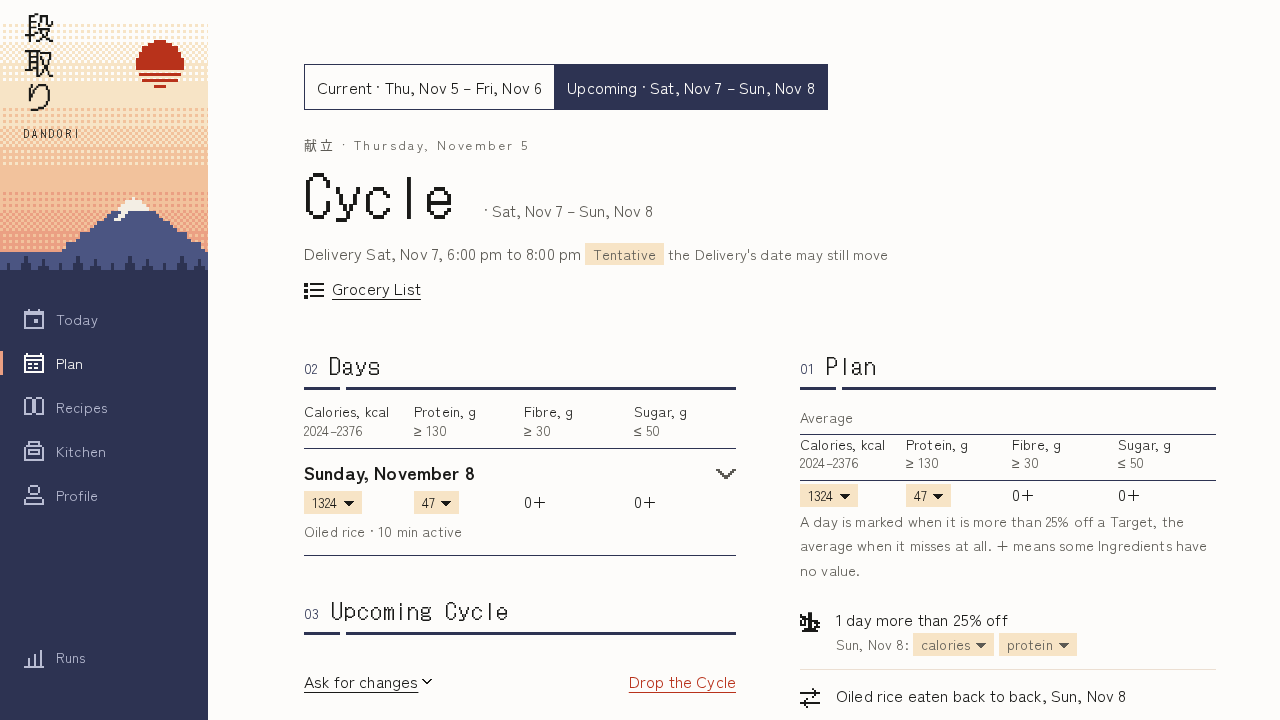 段取り
DANDORI
Today
Plan
Recipes
Kitchen
Profile
Runs
Current · Thu, Nov 5 – Fri, Nov 6
Upcoming · Sat, Nov 7 – Sun, Nov 8
献立 · Thursday, November 5
Cycle · Sat, Nov 7 – Sun, Nov 8
Delivery Sat, Nov 7, 6:00 pm to 8:00 pm Tentative the Delivery's date may still move
Grocery List
02 Days
Calories, kcal Protein, g Fibre, g Sugar, g
2024–2376 ≥ 130 ≥ 30 ≤ 50
Sunday, November 8
1324 47 0+ 0+
Oiled rice · 10 min active
03 Upcoming Cycle
Ask for changes
Drop the Cycle
01 Plan
Average
Calories, kcal Protein, g Fibre, g Sugar, g
2024–2376 ≥ 130 ≥ 30 ≤ 50
1324 47 0+ 0+
A day is marked when it is more than 25% off a Target, the
average when it misses at all. + means some Ingredients have
no value.
1 day more than 25% off
Sun, Nov 8: calories protein
Oiled rice eaten back to back, Sun, Nov 8